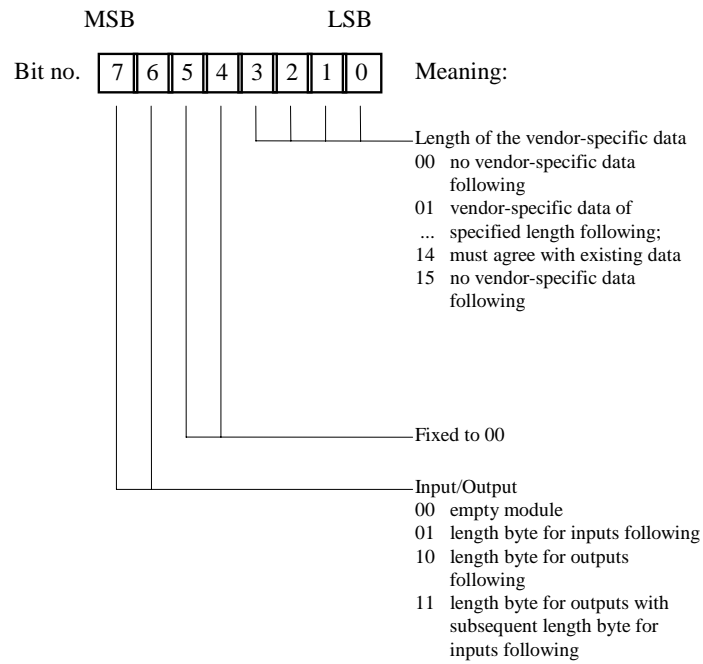 MSB LSB
Bit no. 7 6 5 4 3 2 1 0 Meaning:
Length of the vendor-specific data
00 no vendor-specific data
following
01 vendor-specific data of
... specified length following;
14 must agree with existing data
15 no vendor-specific data
following
Fixed to 00
Input/Output
00 empty module
01 length byte for inputs following
10 length byte for outputs
following
11 length byte for outputs with
subsequent length byte for
inputs following